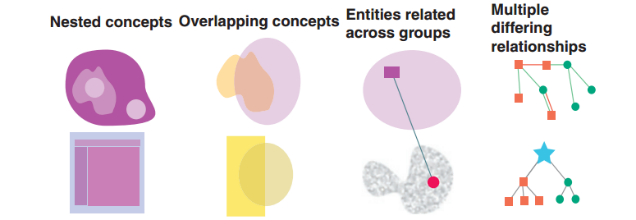 Nested concepts
Overlapping concepts
Entities related
across groups
Multiple
differing
relationships